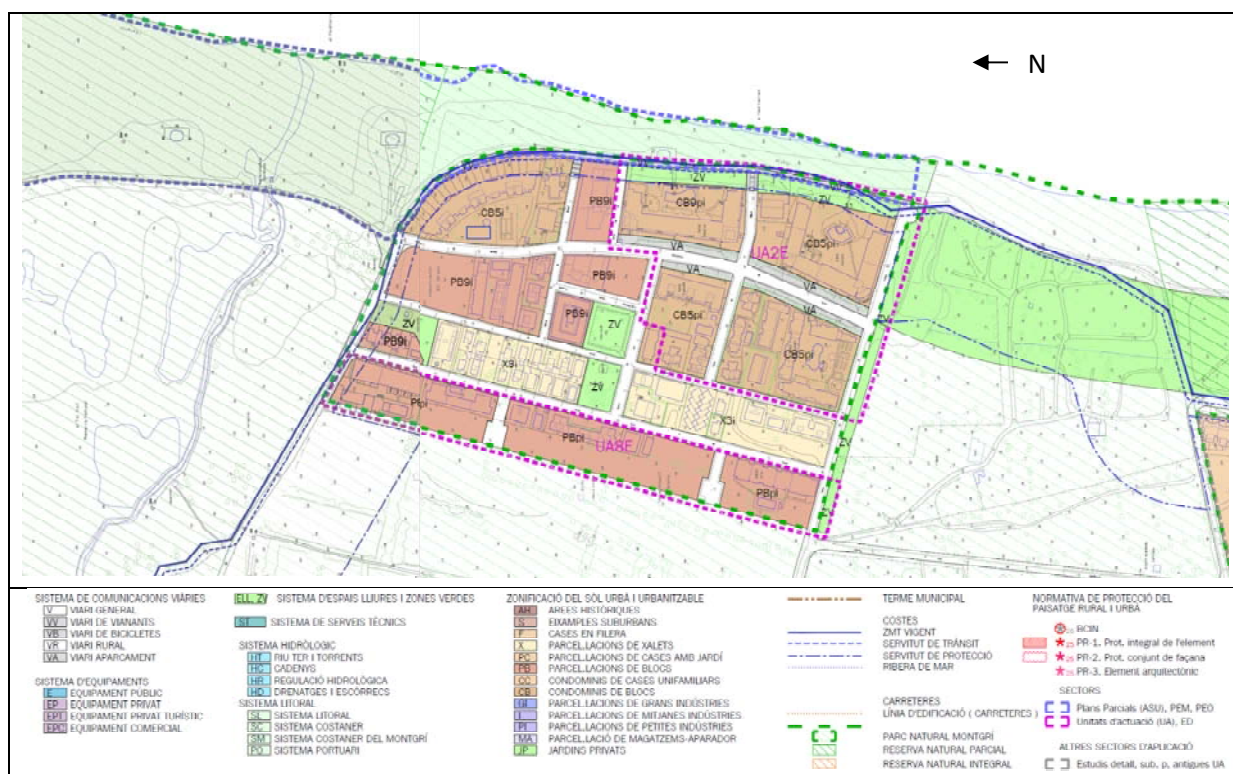 N
ZV
ZV
PB9i
CB5i
CB9pi
CB5pi
VA
UA2E
VA
PB9i
PB9i
PB9i
ZV
ZV
CB5pi
VA
CB5pi
ZV
PB9i
X9i
ZV
X3i
PBpi
UA8F
ZV
PBpi
SISTEMA DE COMUNICACIONS VIÀRIES
V VIARI GENERAL
VV VIARI DE VIANANTS
VB VIARI DE BICICLETES
VR VIARI RURAL
VA VIARI APARCAMENT
SISTEMA D'EQUIPAMENTS
E EQUIPAMENT PUBLIC
EP EQUIPAMENT PRIVAT
EPT EQUIPAMENT PRIVAT TURÍSTIC
EPC EQUIPAMENT COMERCIAL
ELL, ZV SISTEMA D'ESPAIS LLIURES I ZONES VERDES
ST SISTEMA DE SERVEIS TÈCNICS
SISTEMA HIDRÒLOGIC
HT RIU TER I TORRENTS
HC CADENYS
HR REGULACIÓ HIDROLÒGICA
HD DRENATGES I ESCÓRRECS
SISTEMA LITORAL
SL SISTEMA LITORAL
SC SISTEMA COSTANER
SM SISTEMA COSTANER DEL MONTGRÍ
PO SISTEMA PORTUARI
ZONIFICACIÓ DEL SÒL URBÀ I URBANITZABLE
AH ÀREES HISTÒRIQUES
S EIXAMPLES SUBURBANS
F CASES EN FILERA
X PARCEL.LACIONS DE XALETS
PC PARCEL.LACIONS DE CASES AMB JARDÍ
PB PARCEL.LACIONS DE BLOCS
CC CONDOMINIS DE CASES UNIFAMILIARS
CB CONDOMINIS DE BLOCS
GI PARCEL.LACIONS DE GRANS INDÚSTRIES
I PARCEL.LACIONS DE MITJANES INDÚSTRIES
PI PARCEL.LACIONS DE PETITES INDÚSTRIES
MA PARCEL.LACIÓ DE MAGATZEMS-APARADOR
JP JARDINS PRIVATS
TERME MUNICIPAL
COSTES
ZMT VIGENT
SERVITUT DE TRÀNSIT
SERVITUT DE PROTECCIÓ
RIBERA DE MAR
CARRETERES
LÍNIA D'EDIFICACIÓ ( CARRETERES )
PARC NATURAL MONTGRÍ
RESERVA NATURAL PARCIAL
RESERVA NATURAL INTEGRAL
NORMATIVA DE PROTECCIÓ DEL
PAISATGE RURAL I URBÀ
BCIN
PR-1. Prot. integral de l'element
PR-2. Prot. conjunt de façana
PR-3. Element arquitectònic
SECTORS
Plans Parcials (ASU), PEM, PEO
Unitats d'actuació (UA), ED
ALTRES SECTORS D'APLICACIÓ
Estudis detall, sub. p, antigues UA